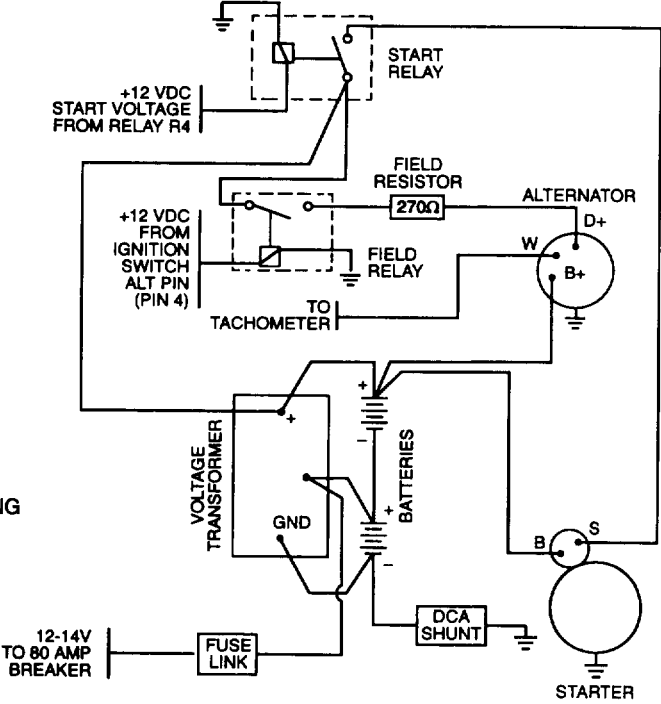 START
RELAY
+12 VDC
START VOLTAGE
FROM RELAY R4
FIELD
RESISTOR
270Ω
ALTERNATOR
D+
W
B+
+12 VDC
FROM
IGNITION
SWITCH
ALT PIN
(PIN 4)
FIELD
RELAY
TO
TACHOMETER
+
+
−
VOLTAGE
TRANSFORMER
BATTERIES
NG
GND
+
−
B
S
12-14V
TO 80 AMP
BREAKER
FUSE
LINK
DCA
SHUNT
STARTER